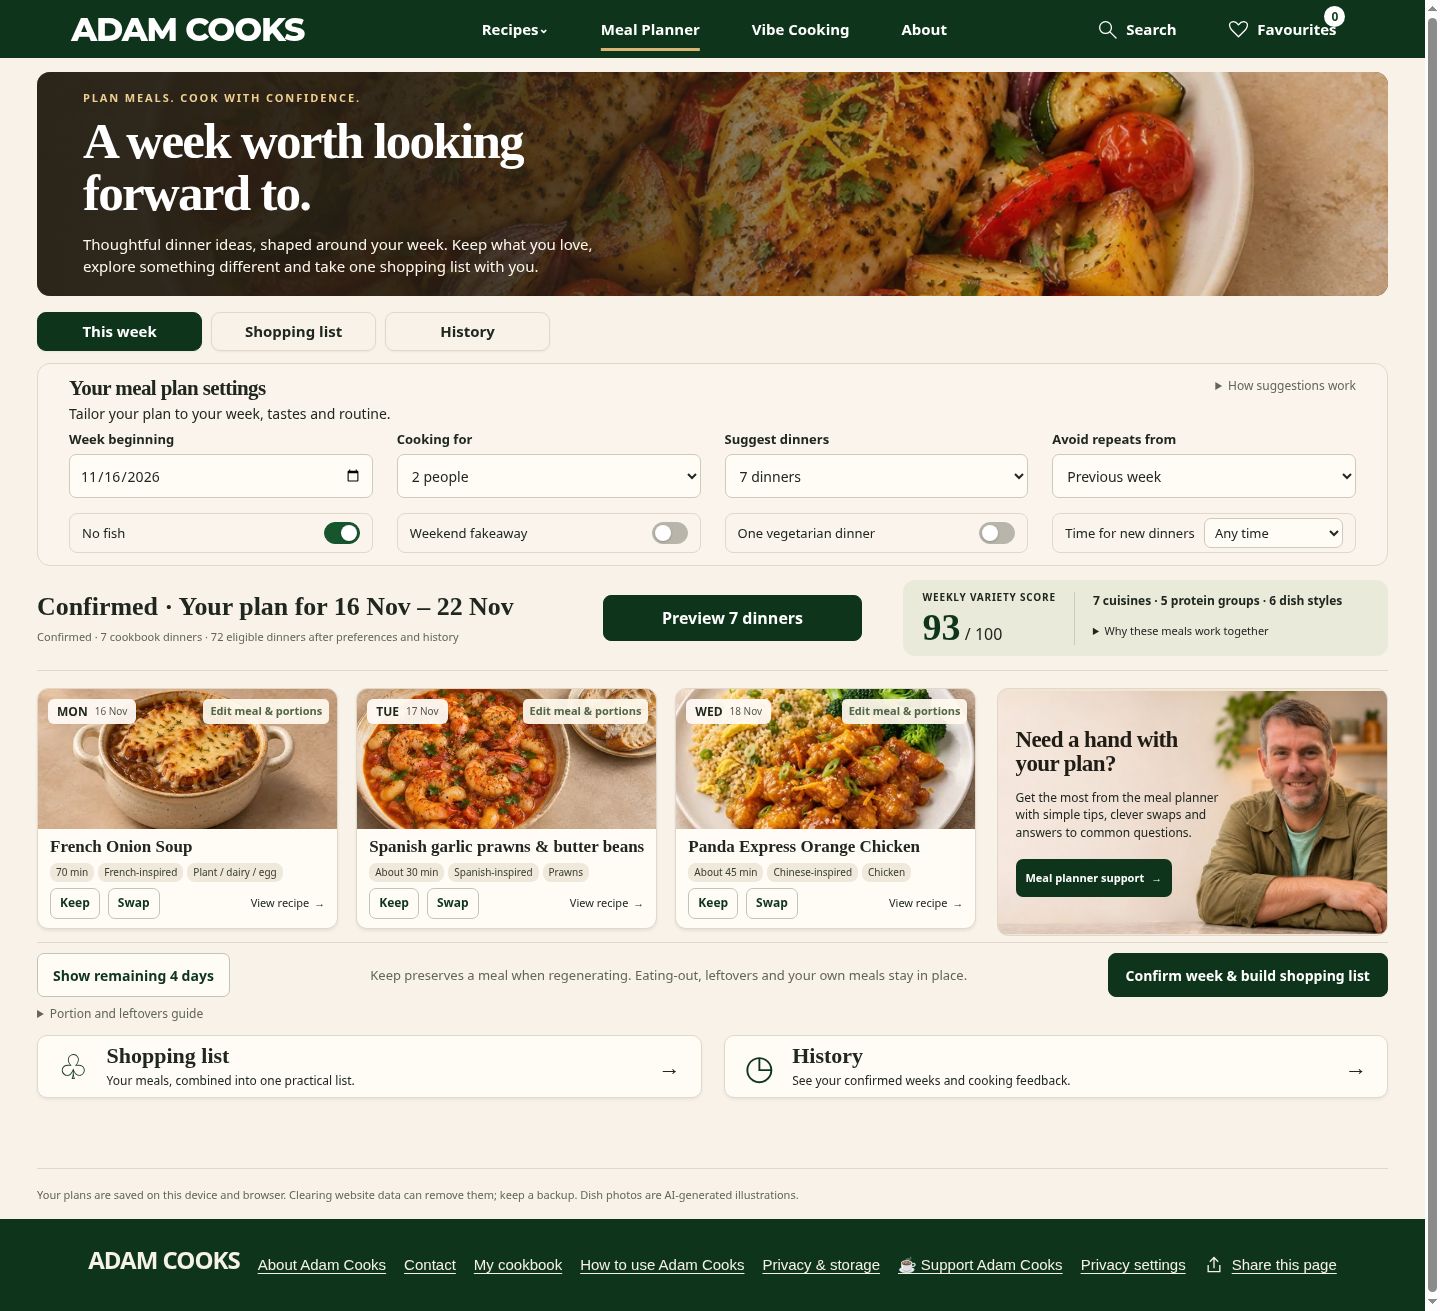 ADAM COOKS
Recipes
Meal Planner
Vibe Cooking
About
Search
Favourites
0
PLAN MEALS. COOK WITH CONFIDENCE.
A week worth looking
forward to.
Thoughtful dinner ideas, shaped around your week. Keep what you love,
explore something different and take one shopping list with you.
This week
Shopping list
History
Your meal plan settings
▶ How suggestions work
Tailor your plan to your week, tastes and routine.
Week beginning
Cooking for
Suggest dinners
Avoid repeats from
11/16/2026
2 people
7 dinners
Previous week
No fish
Weekend fakeaway
One vegetarian dinner
Time for new dinners
Any time
Confirmed · Your plan for 16 Nov – 22 Nov
Confirmed · 7 cookbook dinners · 72 eligible dinners after preferences and history
Preview 7 dinners
WEEKLY VARIETY SCORE
93 / 100
7 cuisines · 5 protein groups · 6 dish styles
▶ Why these meals work together
MON 16 Nov
Edit meal & portions
French Onion Soup
70 min
French-inspired
Plant / dairy / egg
Keep
Swap
View recipe →
TUE 17 Nov
Edit meal & portions
Spanish garlic prawns & butter beans
About 30 min
Spanish-inspired
Prawns
Keep
Swap
View recipe →
WED 18 Nov
Edit meal & portions
Panda Express Orange Chicken
About 45 min
Chinese-inspired
Chicken
Keep
Swap
View recipe →
Need a hand with
your plan?
Get the most from the meal planner
with simple tips, clever swaps and
answers to common questions.
Meal planner support →
Show remaining 4 days
Keep preserves a meal when regenerating. Eating-out, leftovers and your own meals stay in place.
Confirm week & build shopping list
▶ Portion and leftovers guide
Shopping list
Your meals, combined into one practical list.
→
History
See your confirmed weeks and cooking feedback.
→
Your plans are saved on this device and browser. Clearing website data can remove them; keep a backup. Dish photos are AI-generated illustrations.
ADAM COOKS
About Adam Cooks
Contact
My cookbook
How to use Adam Cooks
Privacy & storage
☕ Support Adam Cooks
Privacy settings
Share this page